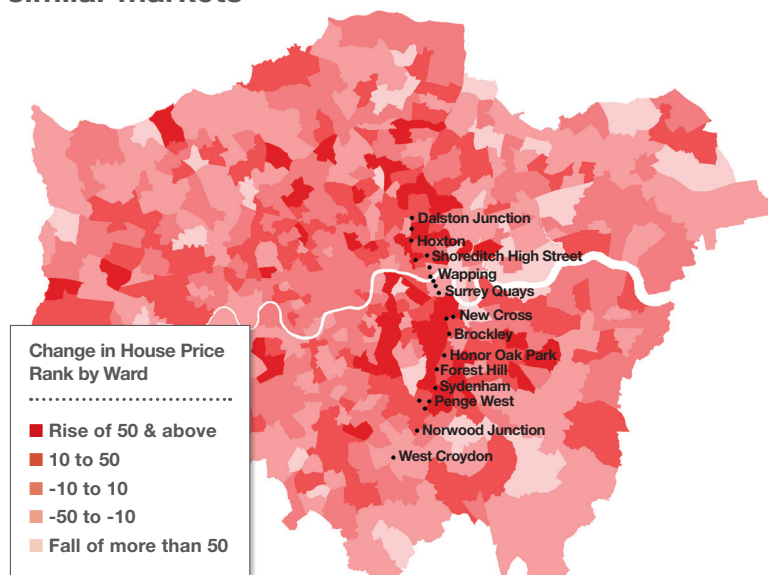 similar markets
Dalston Junction
Hoxton
Shoreditch High Street
Wapping
Surrey Quays
New Cross
Brockley
Honor Oak Park
Forest Hill
Sydenham
Penge West
Norwood Junction
West Croydon
Change in House Price
Rank by Ward
Rise of 50 & above
10 to 50
-10 to 10
-50 to -10
Fall of more than 50